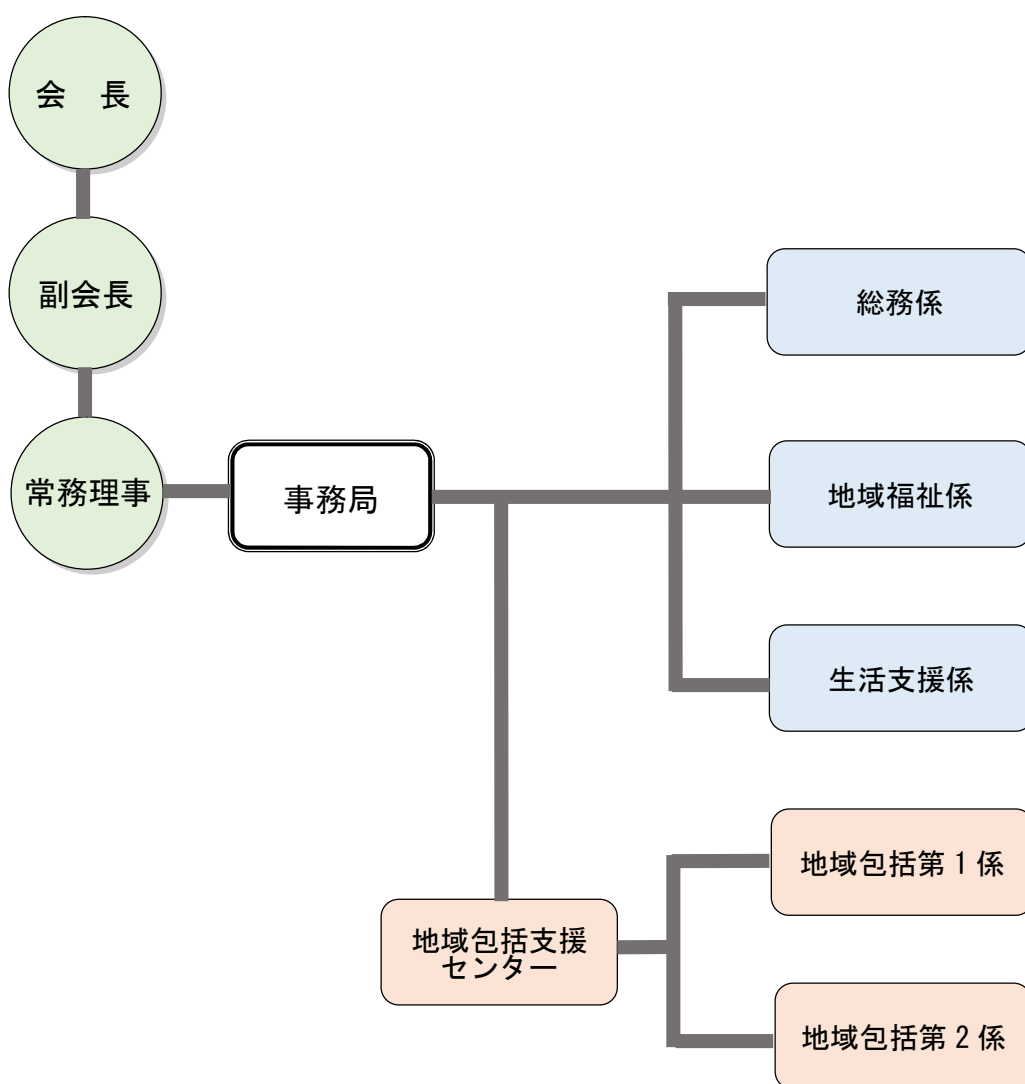 会　長
副会長
常務理事
事務局
総務係
地域福祉係
生活支援係
地域包括支援
センター
地域包括第１係
地域包括第２係